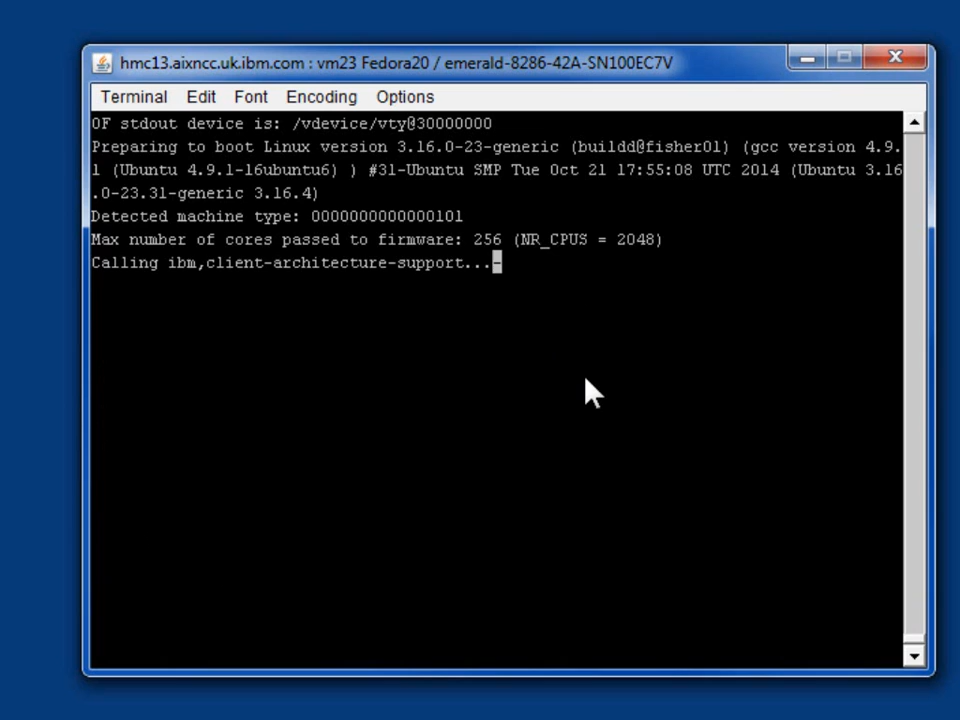 hmc13.aixncc.uk.ibm.com : vm23 Fedora20 / emerald-8286-42A-SN100EC7V
Terminal Edit Font Encoding Options
OF stdout device is: /vdevice/vty@30000000
Preparing to boot Linux version 3.16.0-23-generic (buildd@fisher01) (gcc version 4.9.
1 (Ubuntu 4.9.1-16ubuntu6) ) #31-Ubuntu SMP Tue Oct 21 17:55:08 UTC 2014 (Ubuntu 3.16
.0-23.31-generic 3.16.4)
Detected machine type: 0000000000000101
Max number of cores passed to firmware: 256 (NR_CPUS = 2048)
Calling ibm,client-architecture-support...